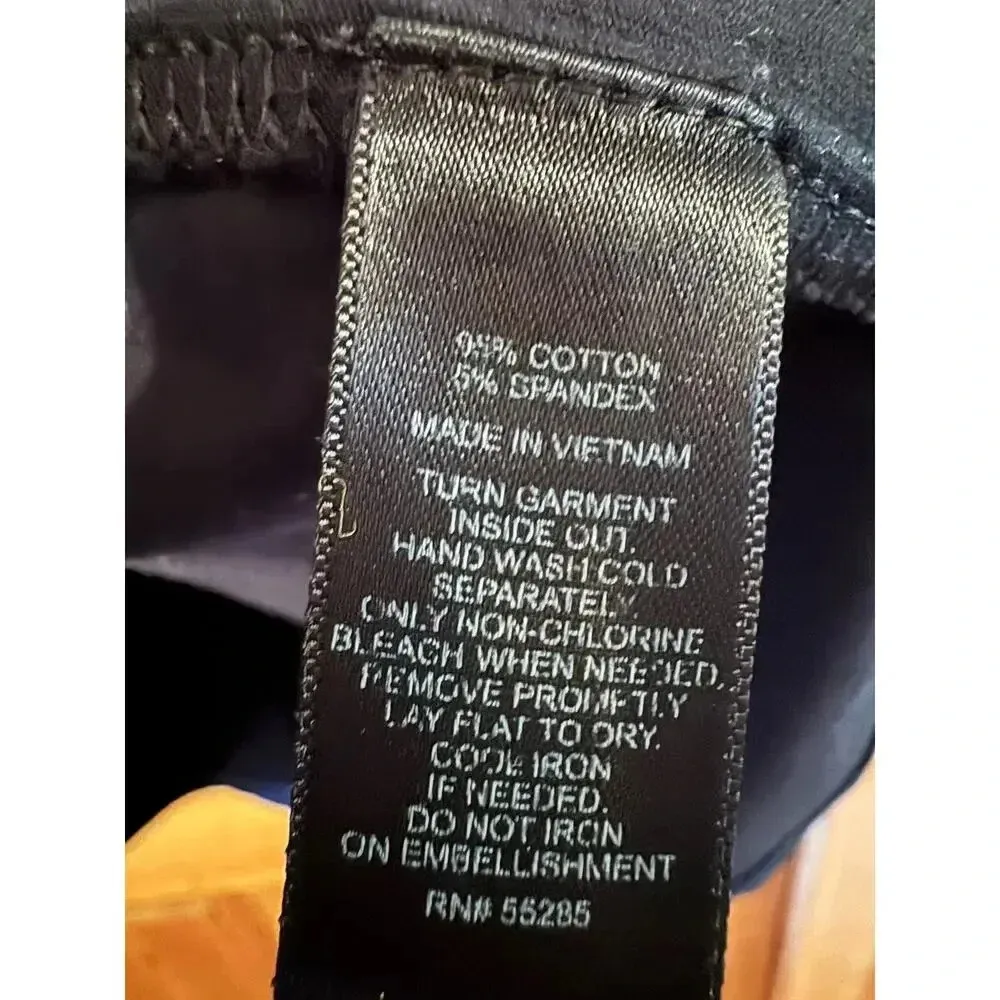 95% COTTON
5% SPANDEX
MADE IN VIETNAM
TURN GARMENT
INSIDE OUT.
HAND WASH COLD
SEPARATELY
ONLY NON-CHLORINE
BLEACH WHEN NEEDED.
REMOVE PROMPTLY
LAY FLAT TO DRY.
COOL IRON
IF NEEDED.
DO NOT IRON
ON EMBELLISHMENT
RN# 55285